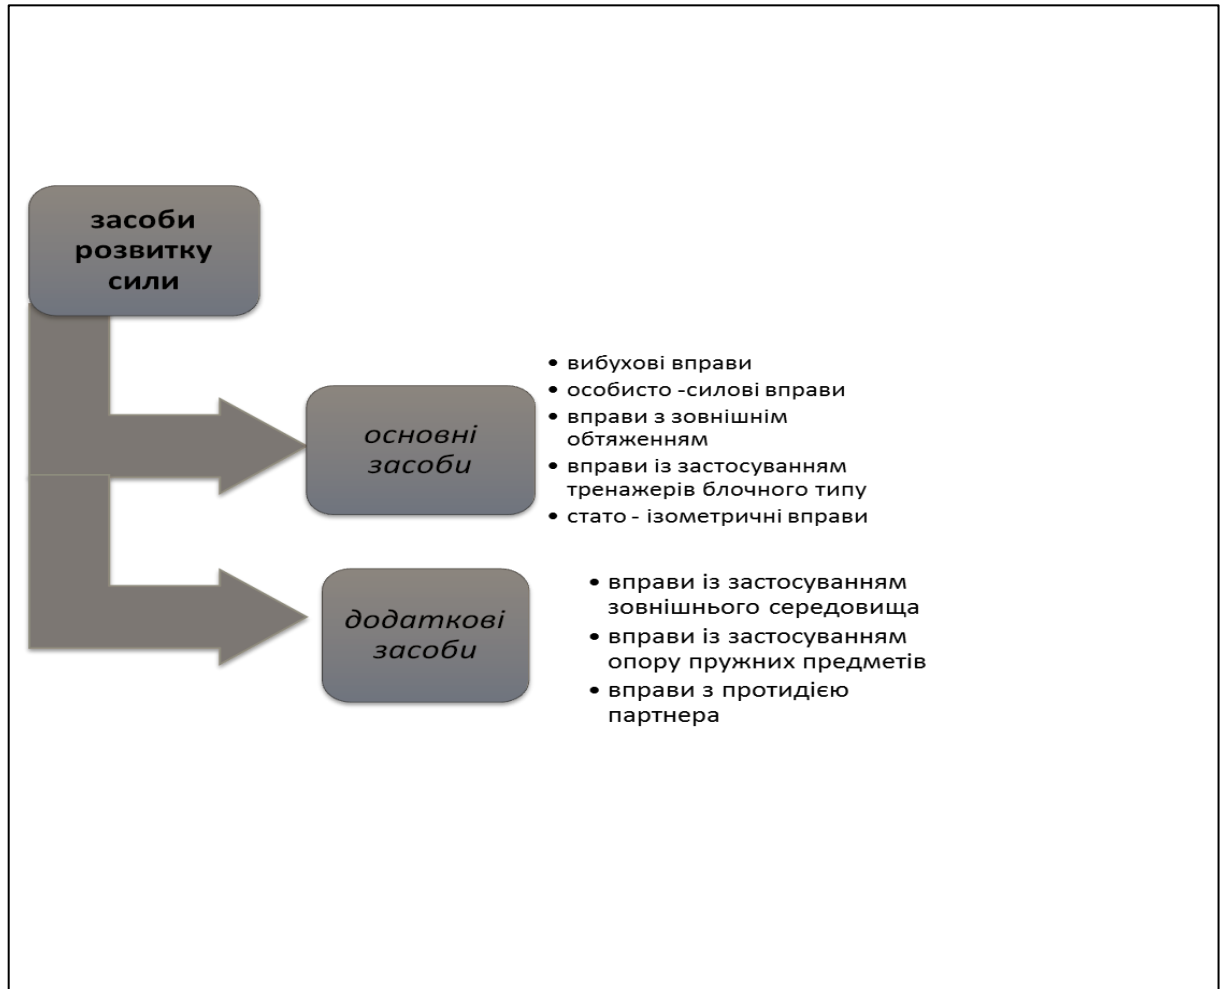 засоби
розвитку
сили
основні
засоби
• вибухові вправи
• особисто -силові вправи
• вправи з зовнішнім
обтяженням
• вправи із застосуванням
тренажерів блочного типу
• стато - ізометричні вправи
додаткові
засоби
• вправи із застосуванням
зовнішнього середовища
• вправи із застосуванням
опору пружних предметів
• вправи з протидією
партнера